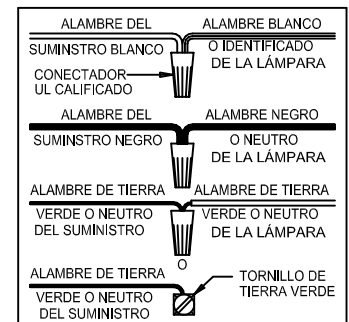 ALAMBRE DEL
SUMINSTRO BLANCO
ALAMBRE BLANCO
O IDENTIFICADO
DE LA LÁMPARA
CONECTADOR
UL CALIFICADO
ALAMBRE DEL
SUMINSTRO NEGRO
ALAMBRE NEGRO
O NEUTRO
DE LA LÁMPARA
ALAMBRE DE TIERRA
VERDE O NEUTRO
DEL SUMINISTRO
ALAMBRE DE TIERRA
VERDE O NEUTRO
DE LA LÁMPARA
O
ALAMBRE DE TIERRA
VERDE O NEUTRO
DEL SUMINISTRO
TORNILLO DE
TIERRA VERDE